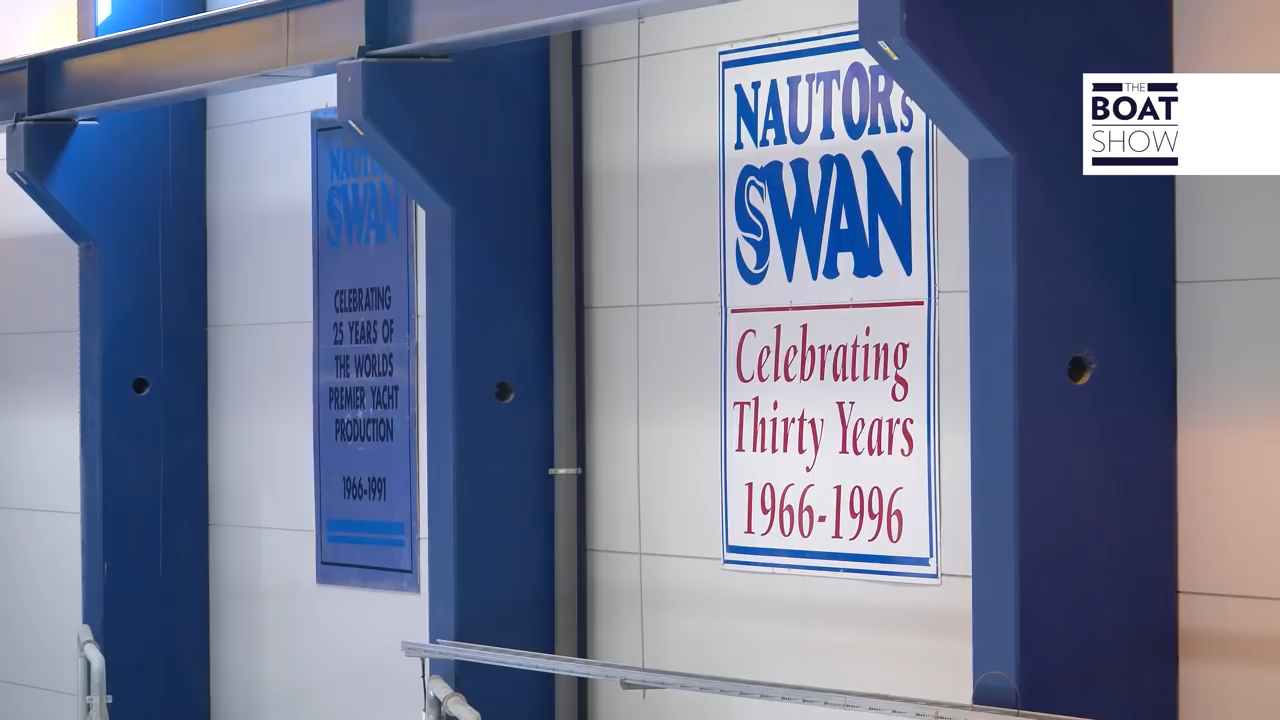 NAUTOR's
SWAN
CELEBRATING
25 YEARS OF
THE WORLDS
PREMIER YACHT
PRODUCTION
1966-1991
NAUTOR's
SWAN
Celebrating
Thirty Years
1966-1996
THE
BOAT
SHOW